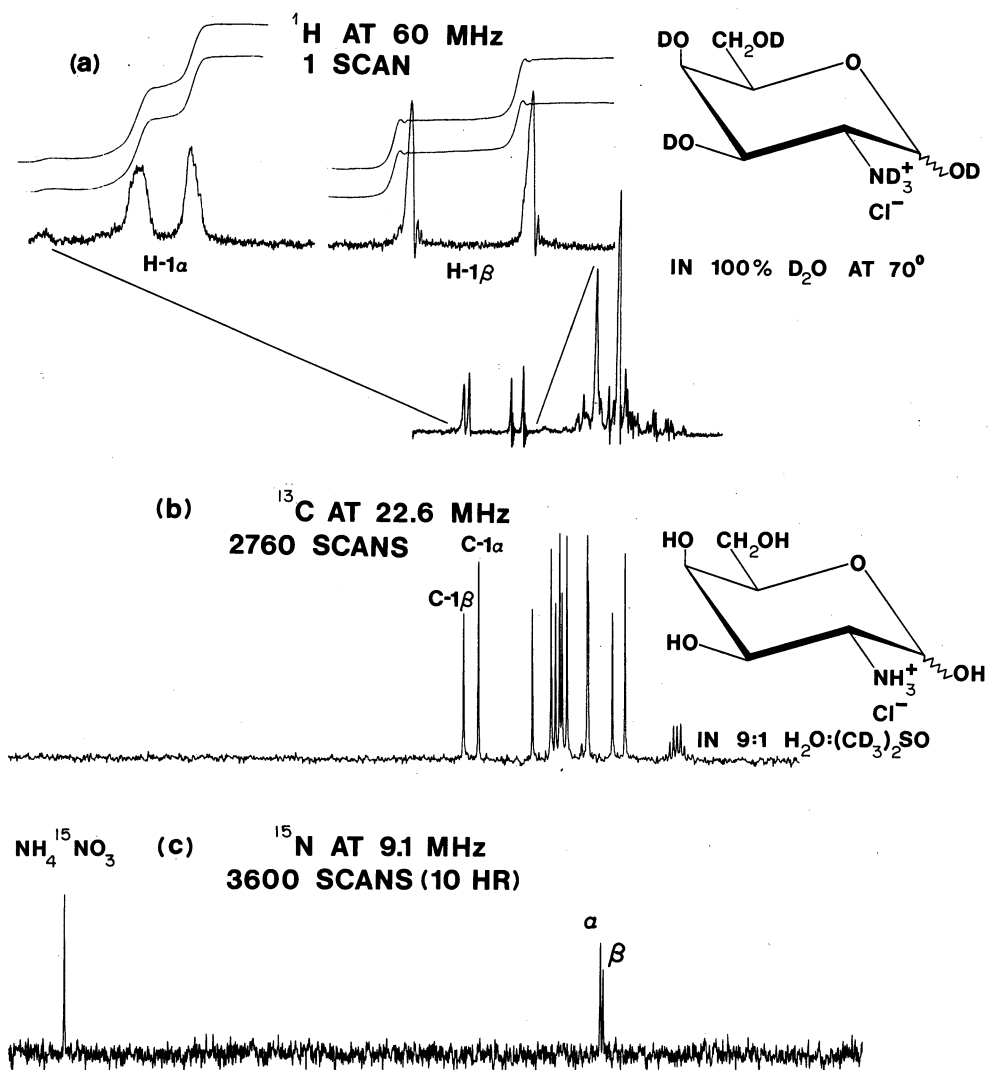 (a)
¹H AT 60 MHz
1 SCAN
H-1α
H-1β
DO CH₂OD
O
DO
OD
ND₃⁺
Cl⁻
IN 100% D₂O AT 70⁰
(b)
¹³C AT 22.6 MHz
2760 SCANS
C-1α
C-1β
HO CH₂OH
O
HO
OH
NH₃⁺
Cl⁻
IN 9:1 H₂O:(CD₃)₂SO
NH₄¹⁵NO₃
(c)
¹⁵N AT 9.1 MHz
3600 SCANS (10 HR)
α
β